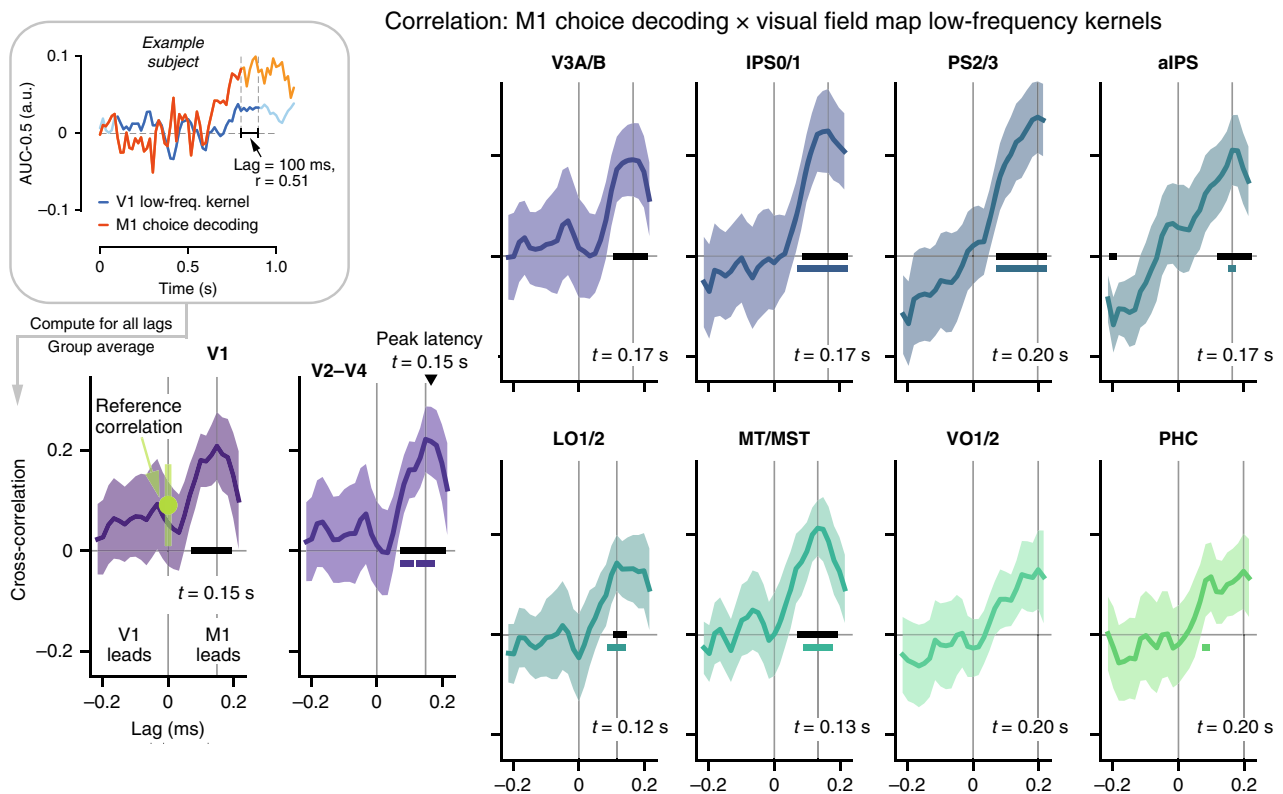 Correlation: M1 choice decoding × visual field map low-frequency kernels
Example
subject
0.1
0
−0.1
AUC-0.5 (a.u.)
Lag = 100 ms,
r = 0.51
V1 low-freq. kernel
M1 choice decoding
0
0.5
1.0
Time (s)
Compute for all lags
Group average
V1
Reference
correlation
0.2
0
−0.2
Cross-correlation
t = 0.15 s
V1
leads
M1
leads
−0.2
0
0.2
Lag (ms)
V2–V4
Peak latency
t = 0.15 s
−0.2
0
0.2
V3A/B
t = 0.17 s
IPS0/1
t = 0.17 s
PS2/3
t = 0.20 s
aIPS
t = 0.17 s
LO1/2
t = 0.12 s
−0.2
0
0.2
MT/MST
t = 0.13 s
−0.2
0
0.2
VO1/2
t = 0.20 s
−0.2
0
0.2
PHC
t = 0.20 s
−0.2
0
0.2